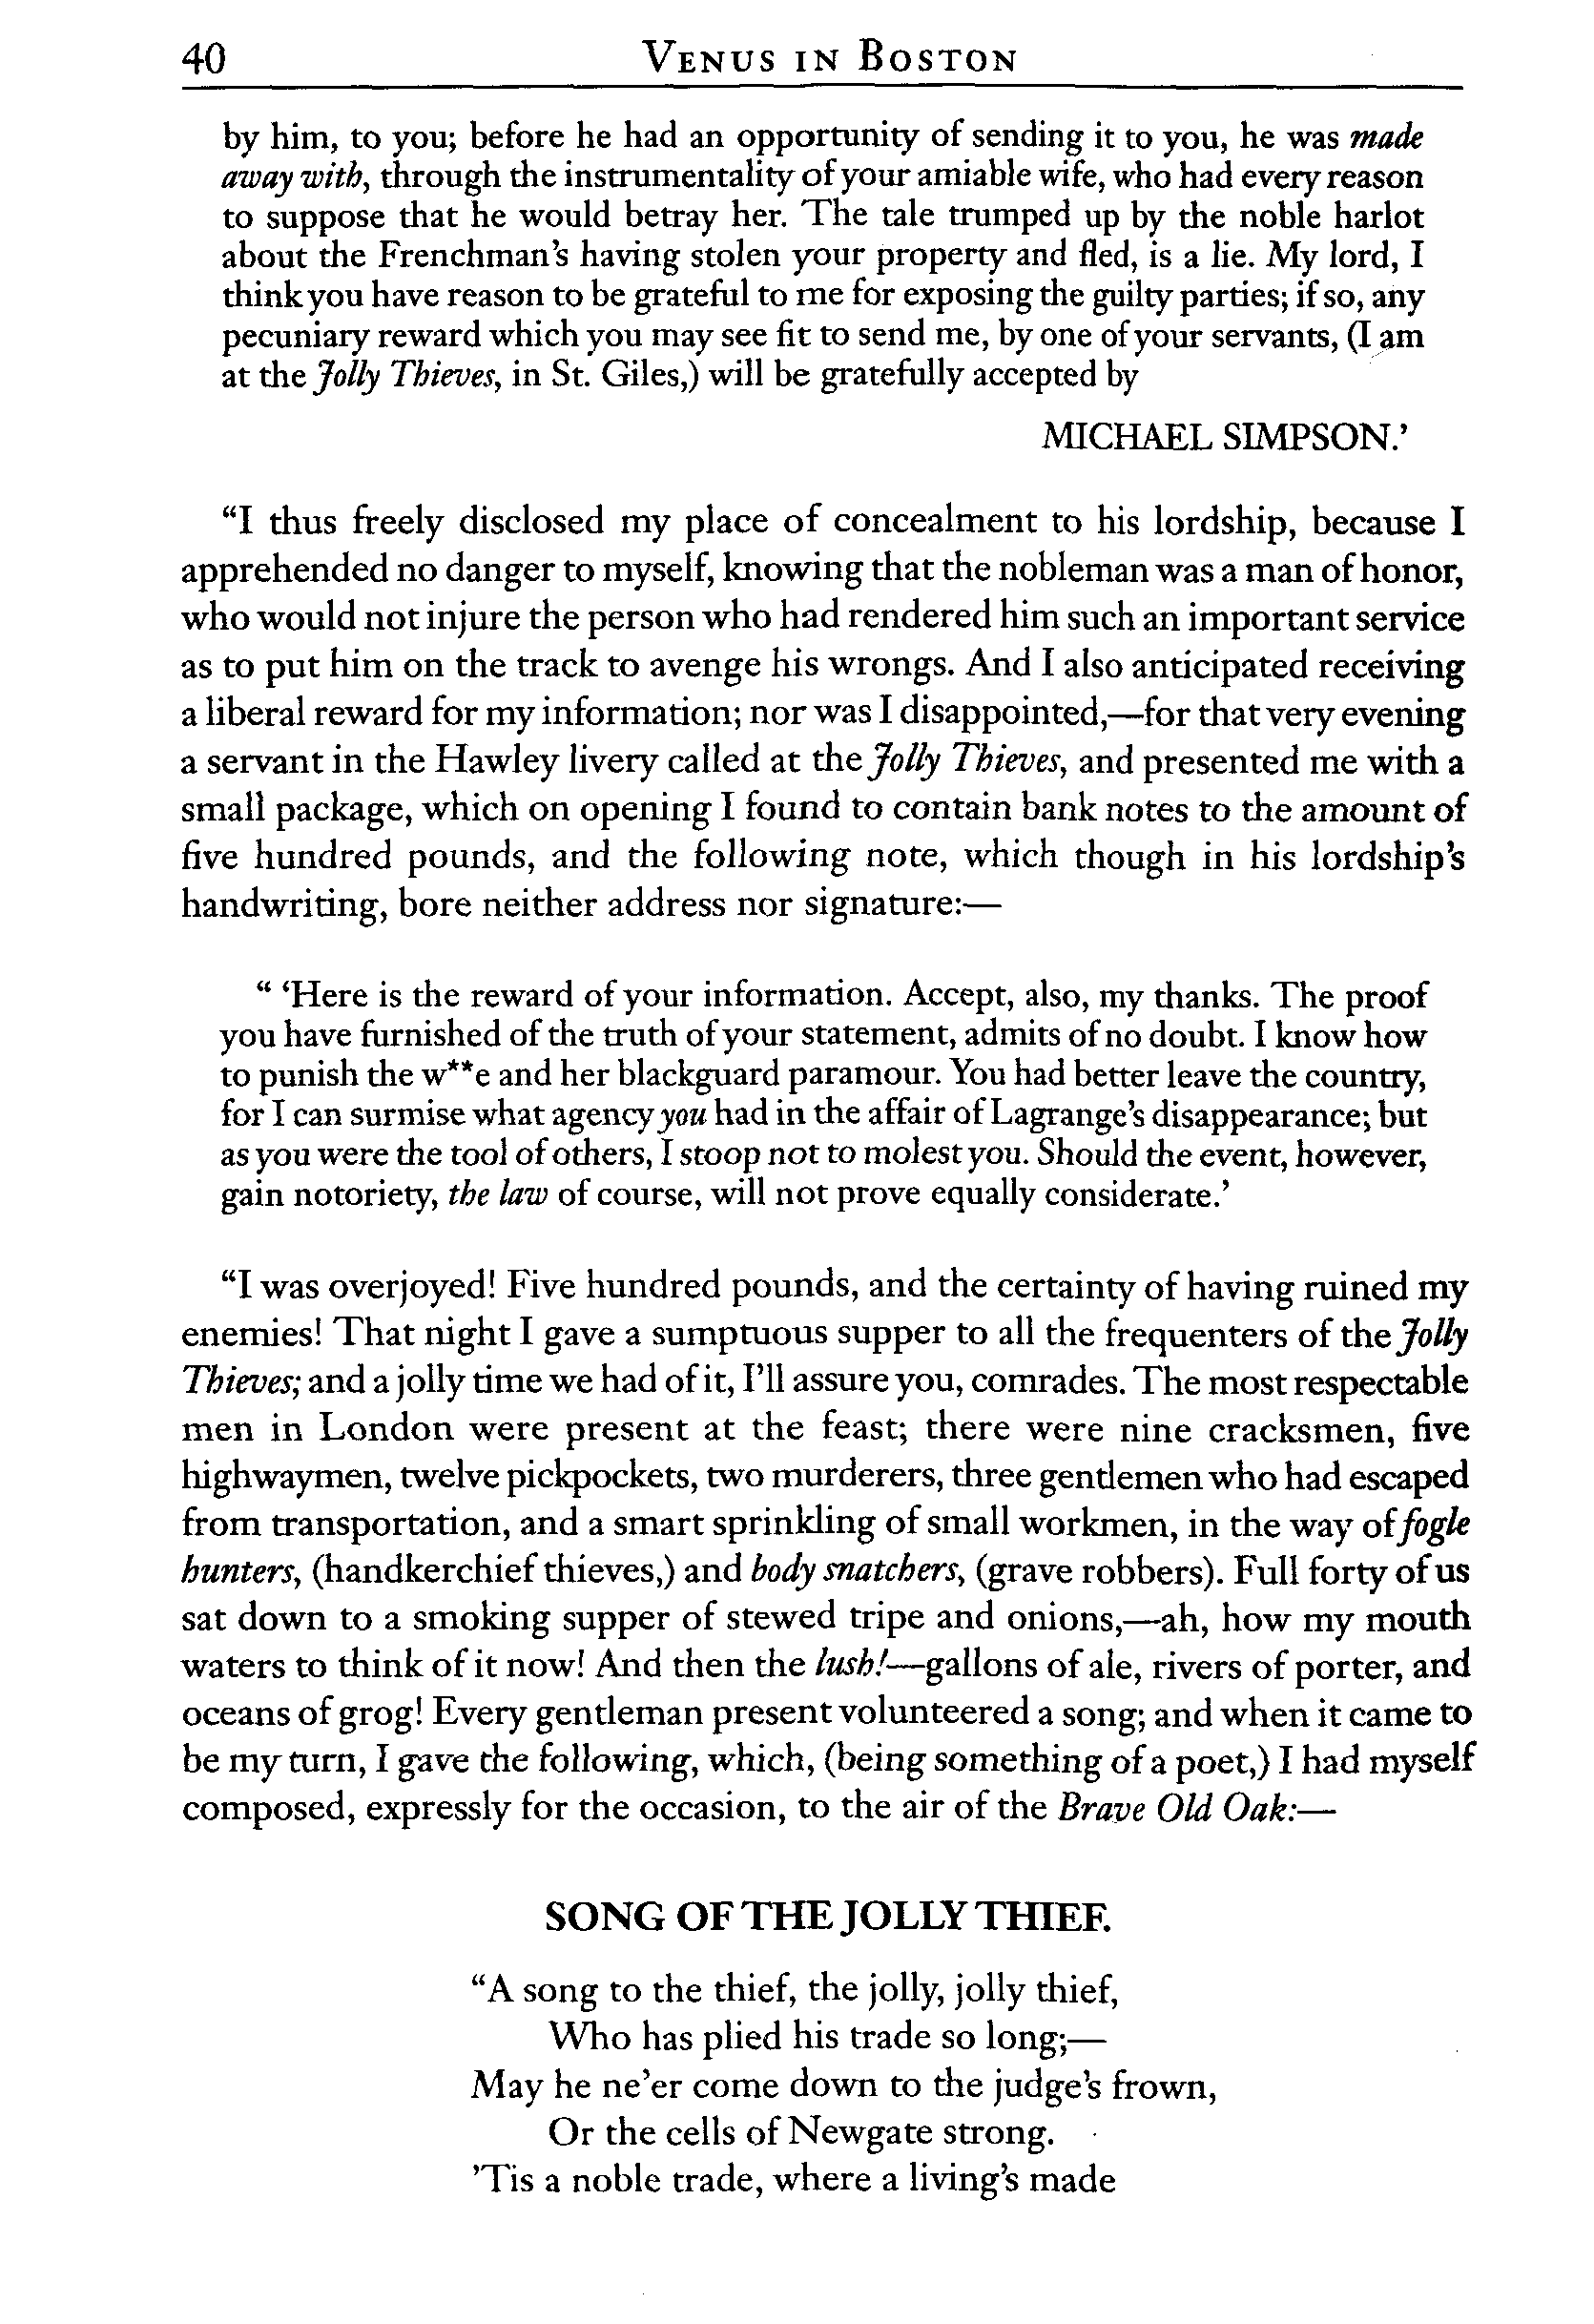 40
VENUS IN BOSTON
by him, to you; before he had an opportunity of sending it to you, he was made
away with, through the instrumentality of your amiable wife, who had every reason
to suppose that he would betray her. The tale trumped up by the noble harlot
about the Frenchman's having stolen your property and fled, is a lie. My lord, I
think you have reason to be grateful to me for exposing the guilty parties; if so, any
pecuniary reward which you may see fit to send me, by one of your servants, (I am
at the Jolly Thieves, in St. Giles,) will be gratefully accepted by
MICHAEL SIMPSON.’
“I thus freely disclosed my place of concealment to his lordship, because I
apprehended no danger to myself, knowing that the nobleman was a man of honor,
who would not injure the person who had rendered him such an important service
as to put him on the track to avenge his wrongs. And I also anticipated receiving
a liberal reward for my information; nor was I disappointed,—for that very evening
a servant in the Hawley livery called at the Jolly Thieves, and presented me with a
small package, which on opening I found to contain bank notes to the amount of
five hundred pounds, and the following note, which though in his lordship's
handwriting, bore neither address nor signature:—
“ ‘Here is the reward of your information. Accept, also, my thanks. The proof
you have furnished of the truth of your statement, admits of no doubt. I know how
to punish the w**e and her blackguard paramour. You had better leave the country,
for I can surmise what agency you had in the affair of Lagrange's disappearance; but
as you were the tool of others, I stoop not to molest you. Should the event, however,
gain notoriety, the law of course, will not prove equally considerate.’
“I was overjoyed! Five hundred pounds, and the certainty of having ruined my
enemies! That night I gave a sumptuous supper to all the frequenters of the Jolly
Thieves; and a jolly time we had of it, I’ll assure you, comrades. The most respectable
men in London were present at the feast; there were nine cracksmen, five
highwaymen, twelve pickpockets, two murderers, three gentlemen who had escaped
from transportation, and a smart sprinkling of small workmen, in the way of fogle
hunters, (handkerchief thieves,) and body snatchers, (grave robbers). Full forty of us
sat down to a smoking supper of stewed tripe and onions,—ah, how my mouth
waters to think of it now! And then the lush!—gallons of ale, rivers of porter, and
oceans of grog! Every gentleman present volunteered a song; and when it came to
be my turn, I gave the following, which, (being something of a poet,) I had myself
composed, expressly for the occasion, to the air of the Brave Old Oak:—
SONG OF THE JOLLY THIEF.
“A song to the thief, the jolly, jolly thief,
Who has plied his trade so long;—
May he ne’er come down to the judge's frown,
Or the cells of Newgate strong.
’Tis a noble trade, where a living's made